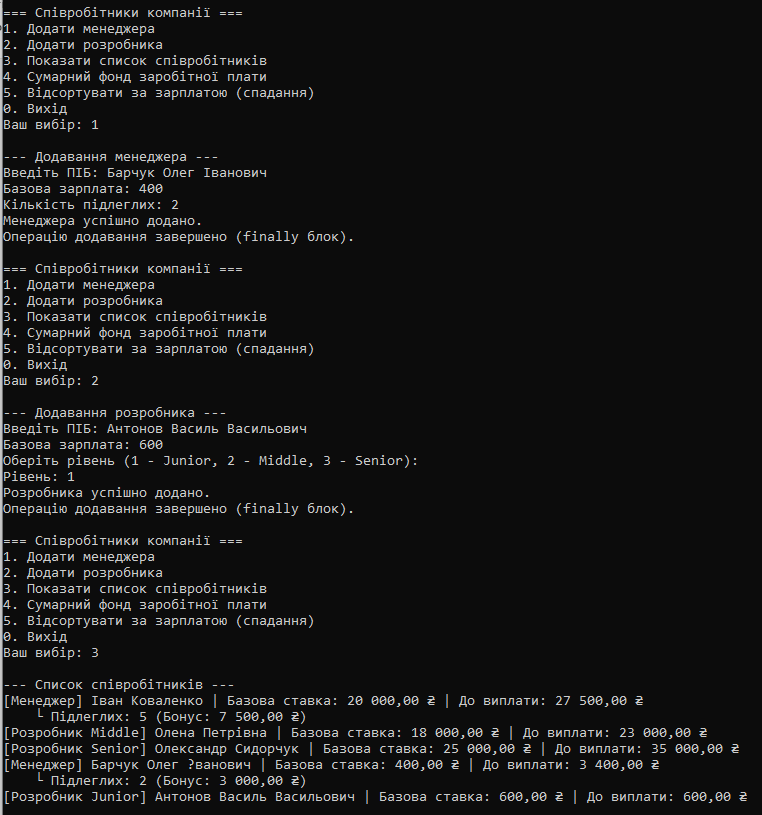 === Співробітники компанії ===
1. Додати менеджера
2. Додати розробника
3. Показати список співробітників
4. Сумарний фонд заробітної плати
5. Відсортувати за зарплатою (спадання)
0. Вихід
Ваш вибір: 1
--- Додавання менеджера ---
Введіть ПІБ: Барчук Олег Іванович
Базова зарплата: 400
Кількість підлеглих: 2
Менеджера успішно додано.
Операцію додавання завершено (finally блок).
=== Співробітники компанії ===
1. Додати менеджера
2. Додати розробника
3. Показати список співробітників
4. Сумарний фонд заробітної плати
5. Відсортувати за зарплатою (спадання)
0. Вихід
Ваш вибір: 2
--- Додавання розробника ---
Введіть ПІБ: Антонов Василь Васильович
Базова зарплата: 600
Оберіть рівень (1 - Junior, 2 - Middle, 3 - Senior):
Рівень: 1
Розробника успішно додано.
Операцію додавання завершено (finally блок).
=== Співробітники компанії ===
1. Додати менеджера
2. Додати розробника
3. Показати список співробітників
4. Сумарний фонд заробітної плати
5. Відсортувати за зарплатою (спадання)
0. Вихід
Ваш вибір: 3
--- Список співробітників ---
[Менеджер] Іван Коваленко | Базова ставка: 20 000,00 ₴ | До виплати: 27 500,00 ₴
└ Підлеглих: 5 (Бонус: 7 500,00 ₴)
[Розробник Middle] Олена Петрівна | Базова ставка: 18 000,00 ₴ | До виплати: 23 000,00 ₴
[Розробник Senior] Олександр Сидорчук | Базова ставка: 25 000,00 ₴ | До виплати: 35 000,00 ₴
[Менеджер] Барчук Олег ?ванович | Базова ставка: 400,00 ₴ | До виплати: 3 400,00 ₴
└ Підлеглих: 2 (Бонус: 3 000,00 ₴)
[Розробник Junior] Антонов Василь Васильович | Базова ставка: 600,00 ₴ | До виплати: 600,00 ₴